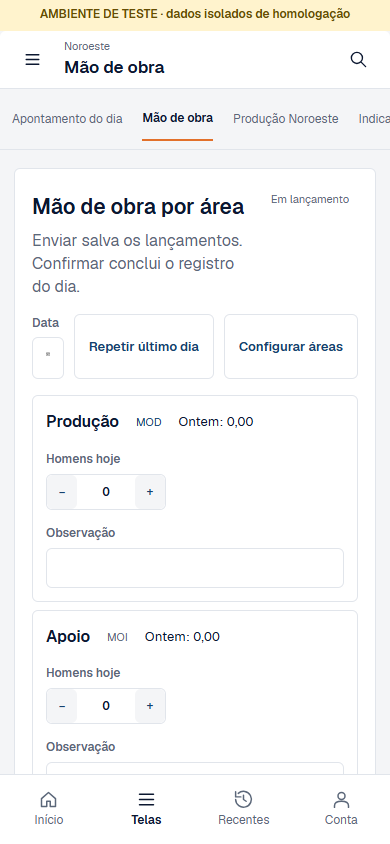 AMBIENTE DE TESTE · dados isolados de homologação
Noroeste
Mão de obra
Apontamento do dia
Mão de obra
Produção Noroeste
Indica
Mão de obra por área
Em lançamento
Enviar salva os lançamentos.
Confirmar conclui o registro
do dia.
Data
Repetir último dia
Configurar áreas
Produção MOD Ontem: 0,00
Homens hoje
− 0 +
Observação
Apoio MOI Ontem: 0,00
Homens hoje
− 0 +
Observação
Início
Telas
Recentes
Conta